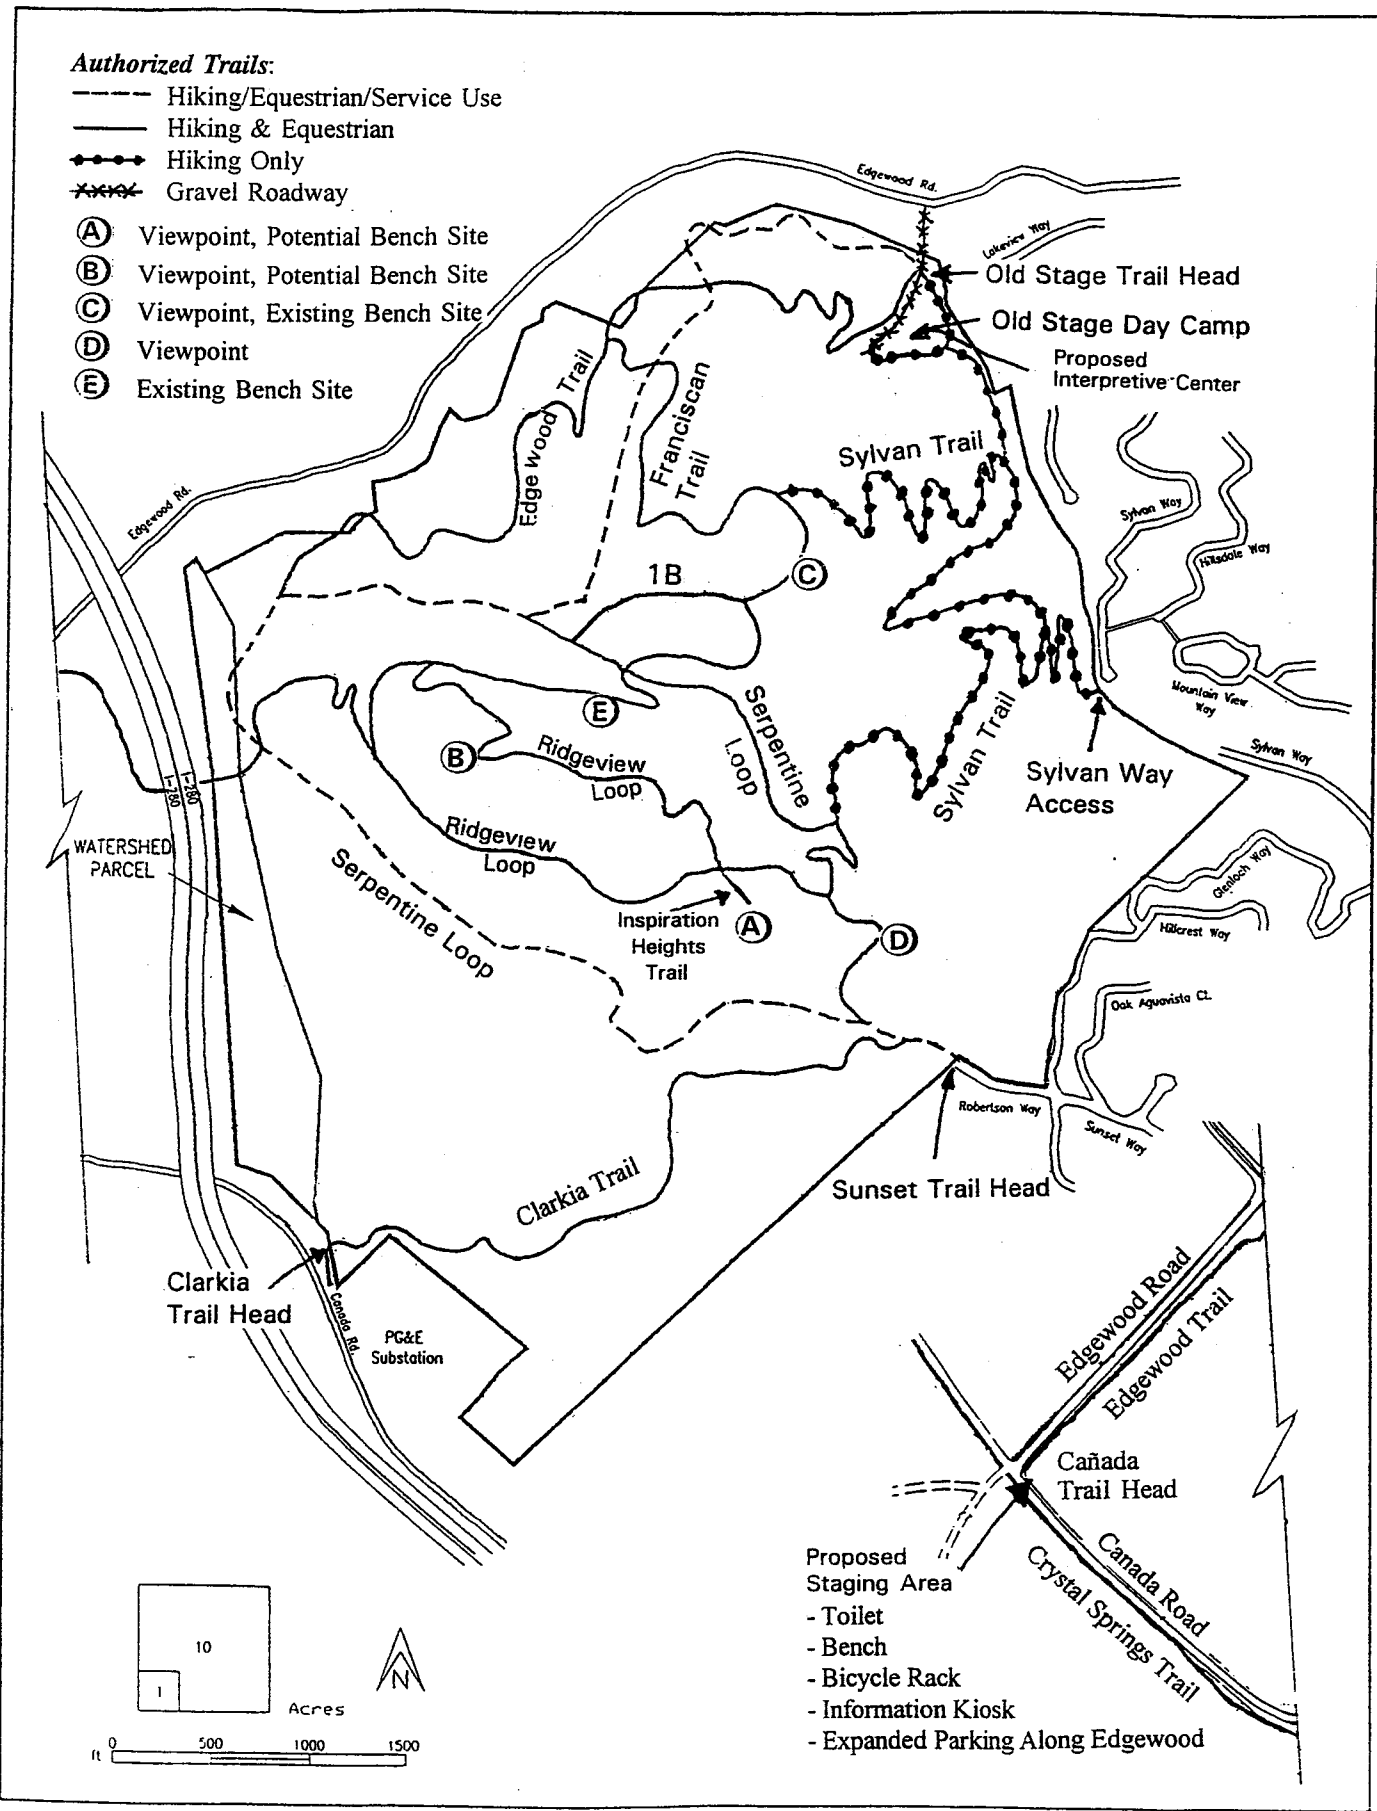 Authorized Trails:
Hiking/Equestrian/Service Use
Hiking & Equestrian
Hiking Only
Gravel Roadway
A Viewpoint, Potential Bench Site
B Viewpoint, Potential Bench Site
C Viewpoint, Existing Bench Site
D Viewpoint
E Existing Bench Site
Edgewood Rd.
Lakeview Way
Old Stage Trail Head
Old Stage Day Camp
Proposed
Interpretive Center
Edgewood Trail
Franciscan
Trail
Sylvan Trail
Edgewood Rd.
Sylvan Way
Hillsdale Way
1B
C
Mountain View
Way
E
Serpentine
Loop
Sylvan Trail
Sylvan Way
B
Ridgeview
Loop
Sylvan Way
Access
I-280
I-280
WATERSHED
PARCEL
Ridgeview
Loop
Serpentine Loop
Glenloch Way
Inspiration
Heights
Trail
A
D
Hillcrest Way
Oak Aguavista Ct.
Robertson Way
Sunset Way
Sunset Trail Head
Clarkia Trail
Clarkia
Trail Head
Canada Rd.
PG&E
Substation
Edgewood Road
Edgewood Trail
Cañada
Trail Head
Canada Road
Crystal Springs Trail
Proposed
Staging Area
- Toilet
- Bench
- Bicycle Rack
- Information Kiosk
- Expanded Parking Along Edgewood
10
1
Acres
N
ft 0 500 1000 1500